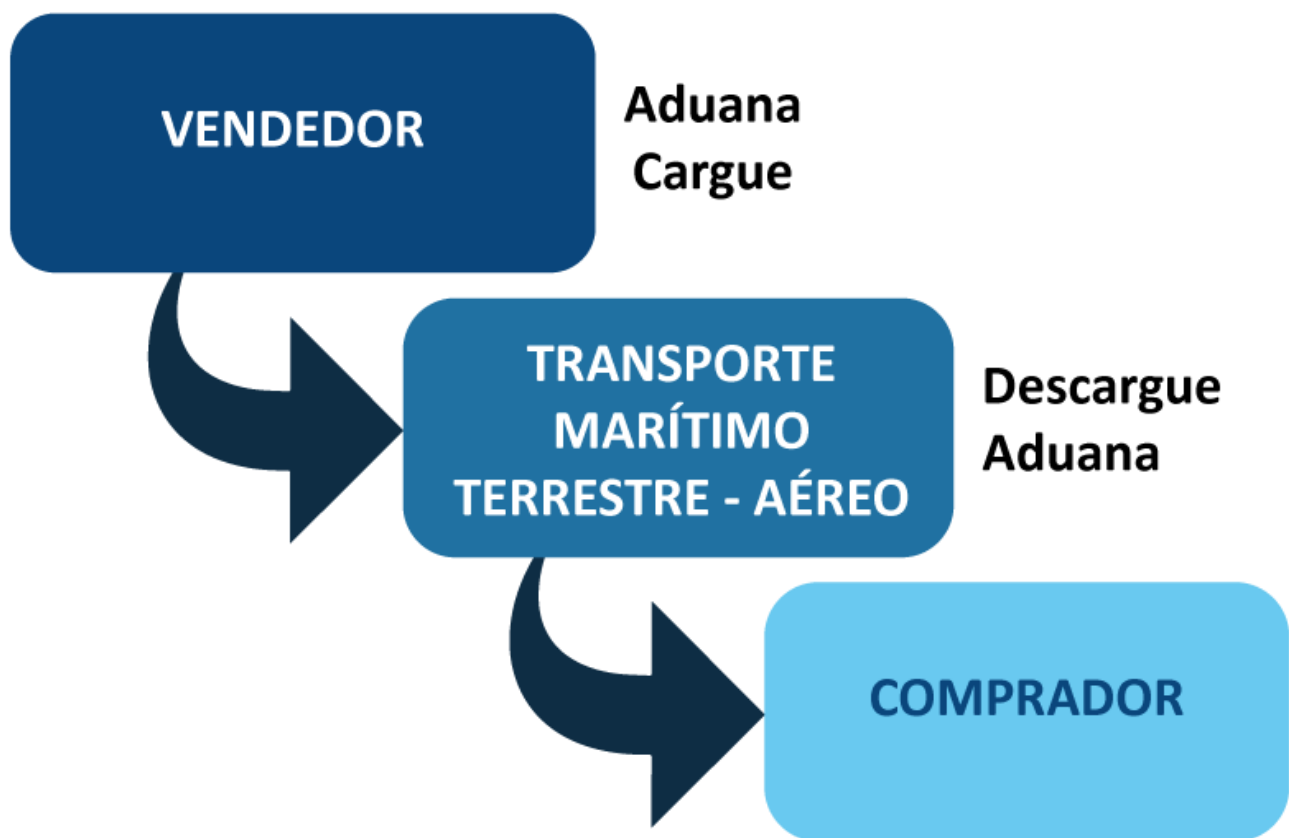 VENDEDOR
Aduana
Cargue
TRANSPORTE
MARÍTIMO
TERRESTRE - AÉREO
Descargue
Aduana
COMPRADOR